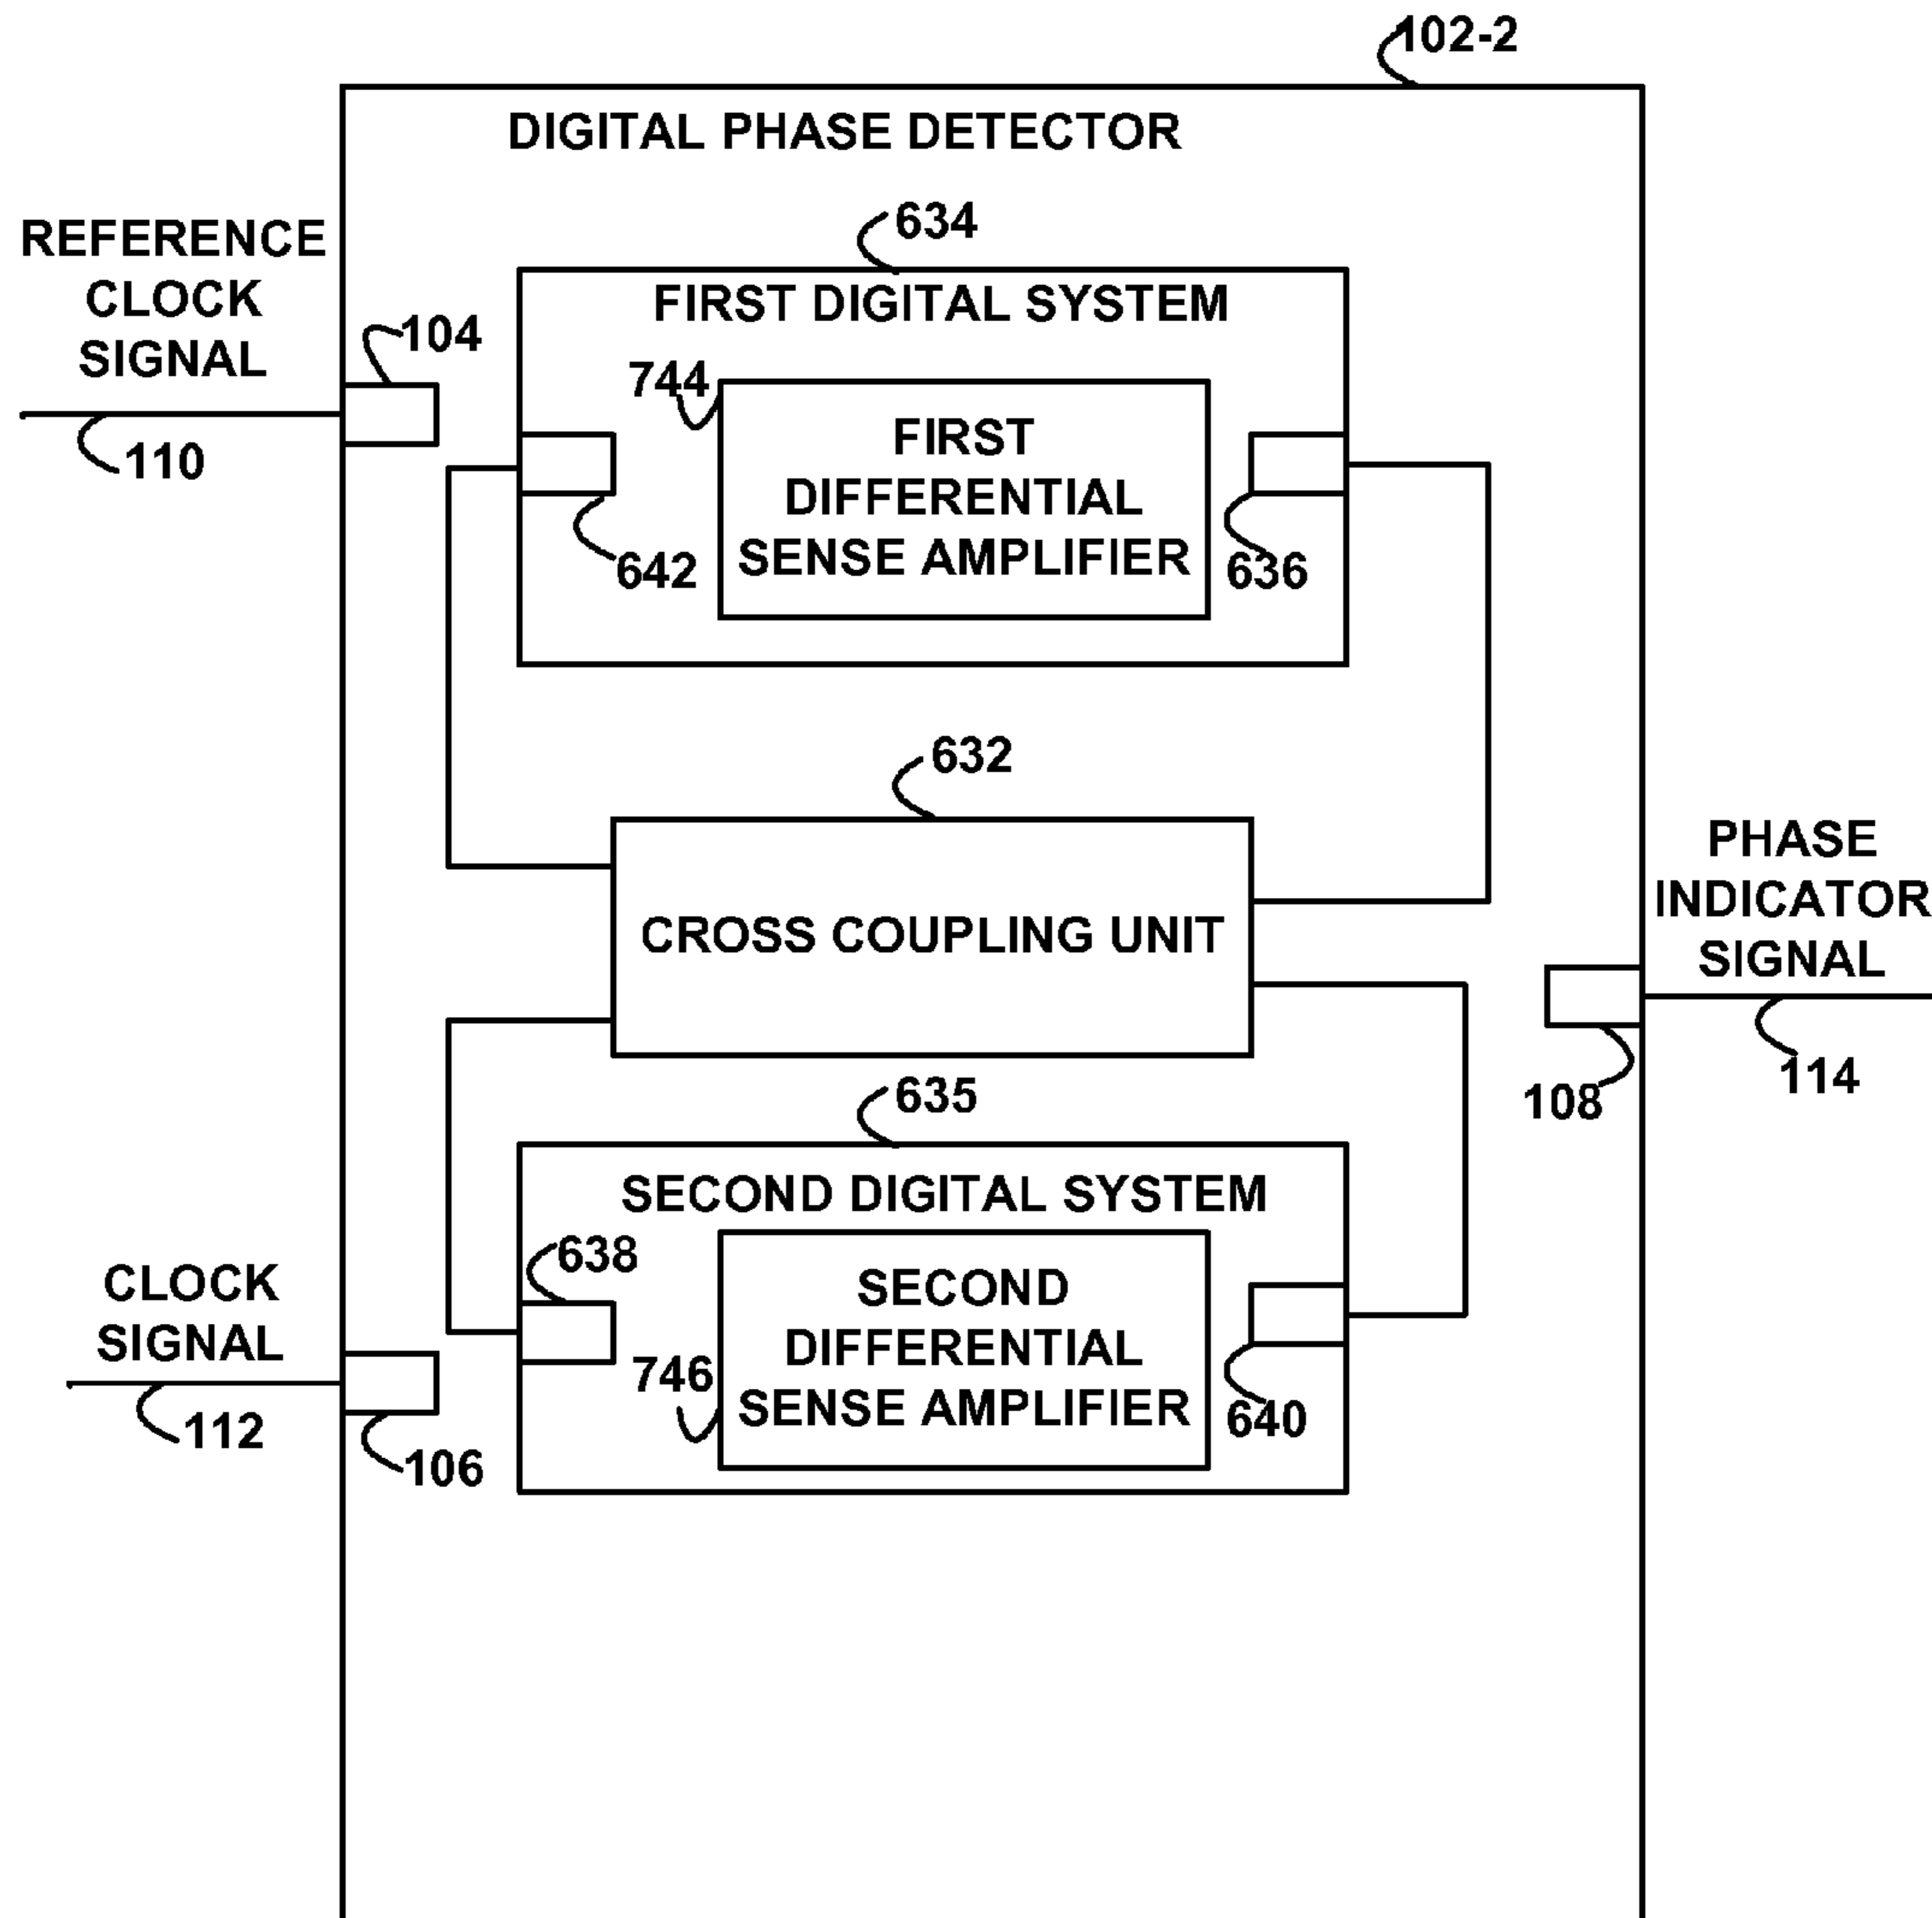 102-2
DIGITAL PHASE DETECTOR
REFERENCE
CLOCK
SIGNAL
104
110
634
FIRST DIGITAL SYSTEM
744
FIRST
DIFFERENTIAL
SENSE AMPLIFIER
642
636
632
CROSS COUPLING UNIT
PHASE
INDICATOR
SIGNAL
108
114
635
SECOND DIGITAL SYSTEM
638
SECOND
DIFFERENTIAL
SENSE AMPLIFIER
746
640
CLOCK
SIGNAL
112
106